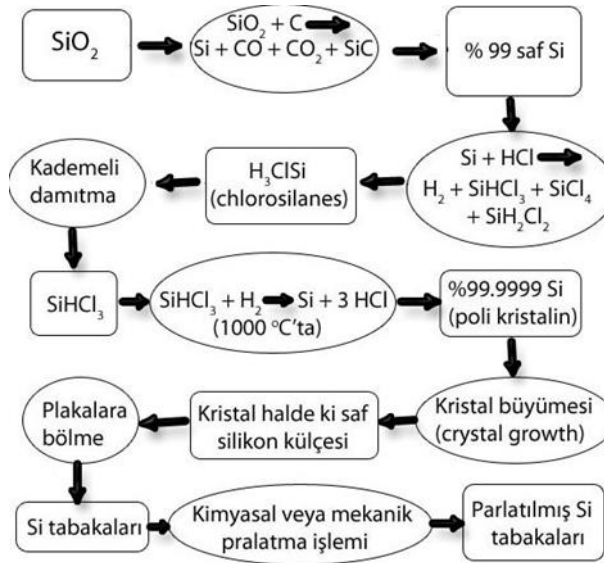 SiO₂
SiO₂ + C
Si + CO + CO₂ + SiC
% 99 saf Si
Si + HCl
H₂ + SiHCl₃ + SiCl₄
+ SiH₂Cl₂
H₃ClSi
(chlorosilanes)
Kademeli
damıtma
SiHCl₃
SiHCl₃ + H₂ → Si + 3 HCl
(1000 °C'ta)
%99.9999 Si
(poli kristalin)
Kristal büyümesi
(crystal growth)
Kristal halde ki saf
silikon külçesi
Plakalara
bölme
Si tabakaları
Kimyasal veya mekanik
pralatma işlemi
Parlatılmış Si
tabakaları